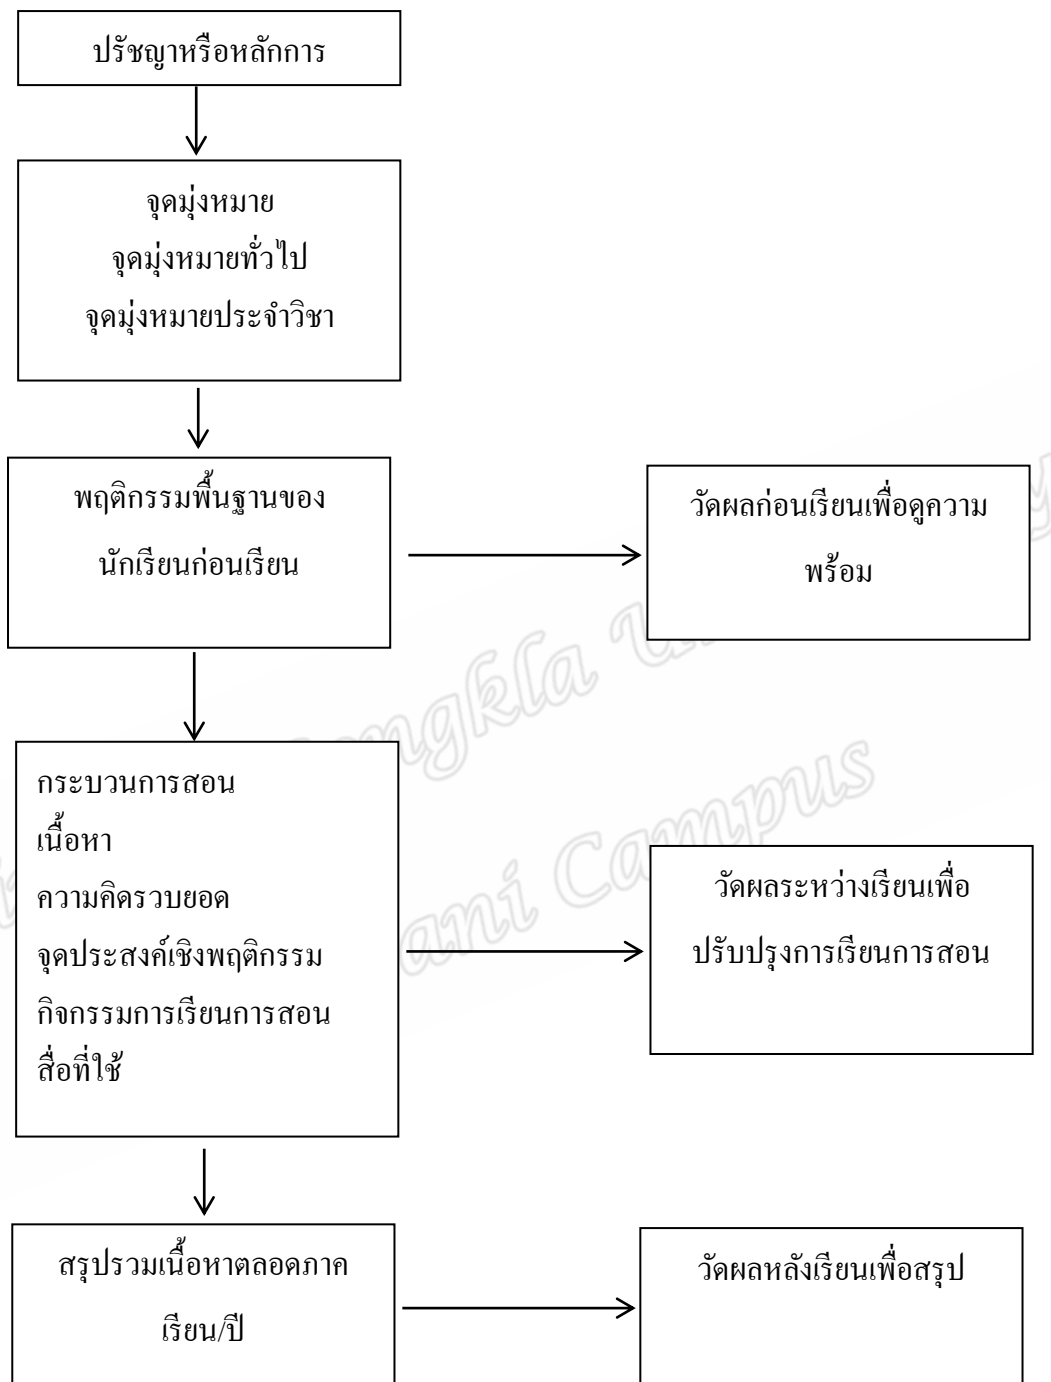 ปรัชญาหรือหลักการ
จุดมุ่งหมาย
จุดมุ่งหมายทั่วไป
จุดมุ่งหมายประจำวิชา
พฤติกรรมพื้นฐานของ
นักเรียนก่อนเรียน
วัดผลก่อนเรียนเพื่อดูความ
พร้อม
กระบวนการสอน
เนื้อหา
ความคิดรวบยอด
จุดประสงค์เชิงพฤติกรรม
กิจกรรมการเรียนการสอน
สื่อที่ใช้
วัดผลระหว่างเรียนเพื่อ
ปรับปรุงการเรียนการสอน
สรุปรวมเนื้อหาตลอดภาค
เรียน/ปี
วัดผลหลังเรียนเพื่อสรุป
Campus